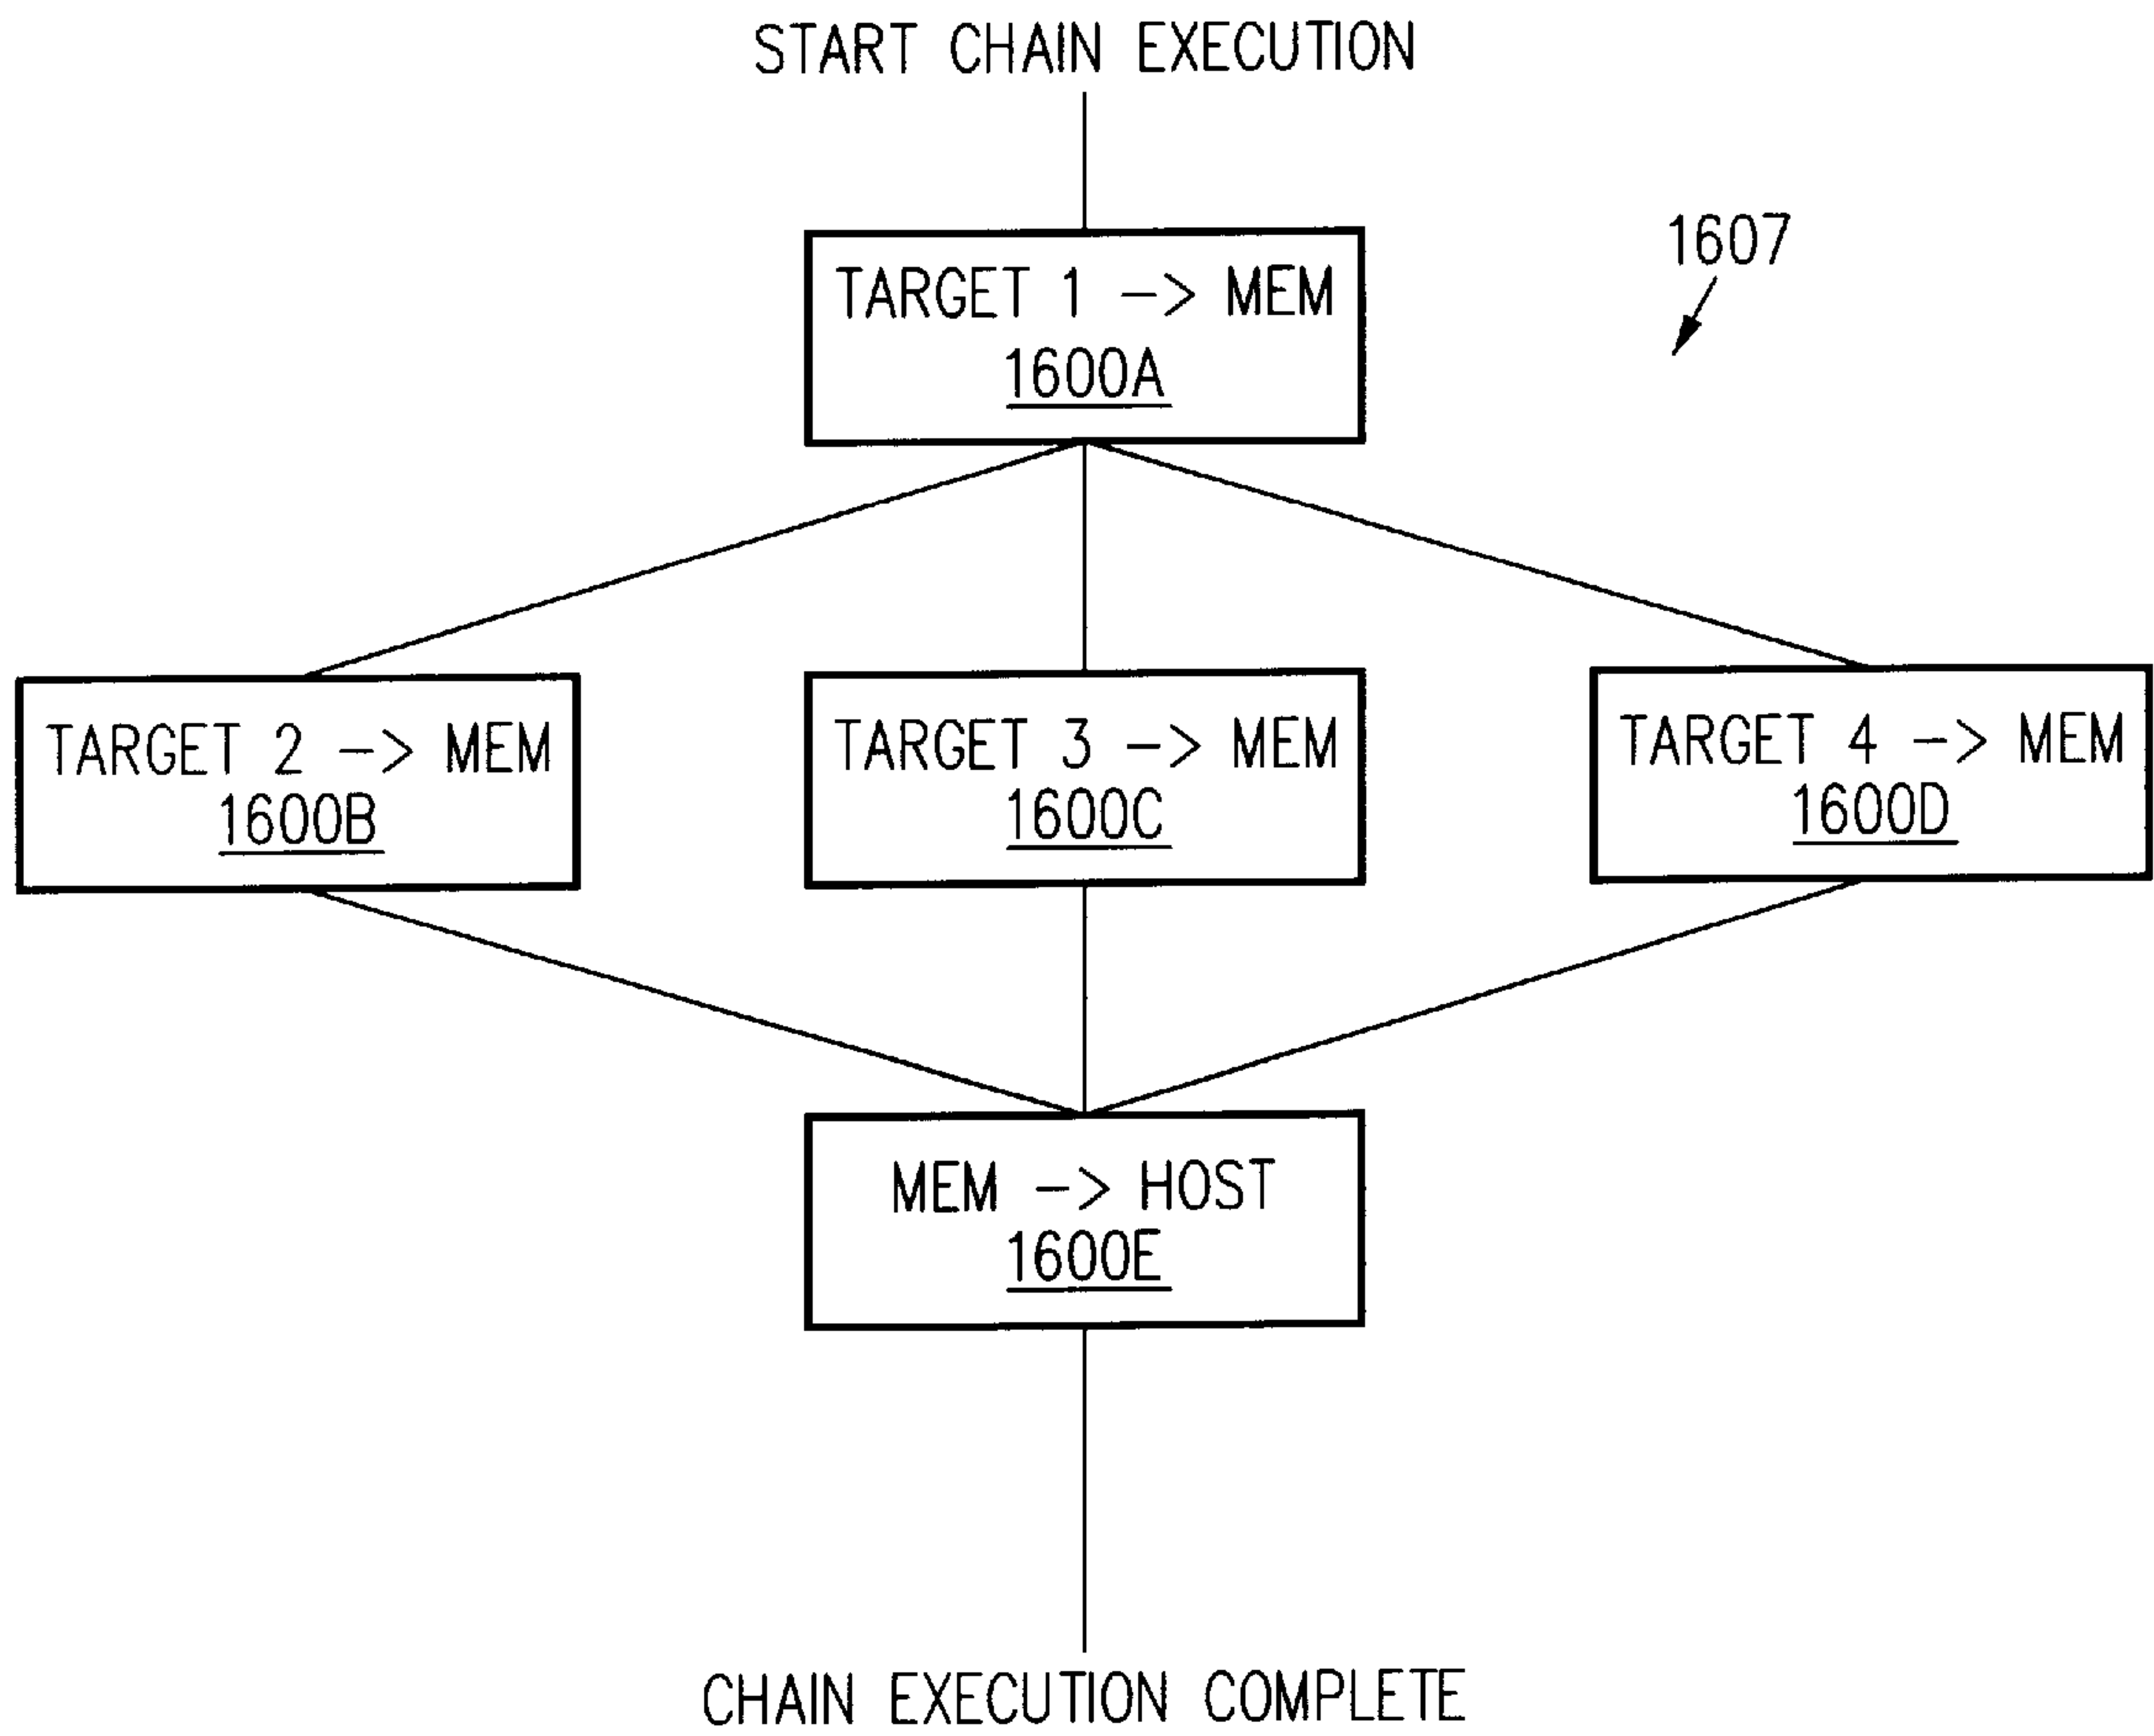 START CHAIN EXECUTION
1607
TARGET 1 -> MEM
1600A
TARGET 2 -> MEM
1600B
TARGET 3 -> MEM
1600C
TARGET 4 -> MEM
1600D
MEM -> HOST
1600E
CHAIN EXECUTION COMPLETE